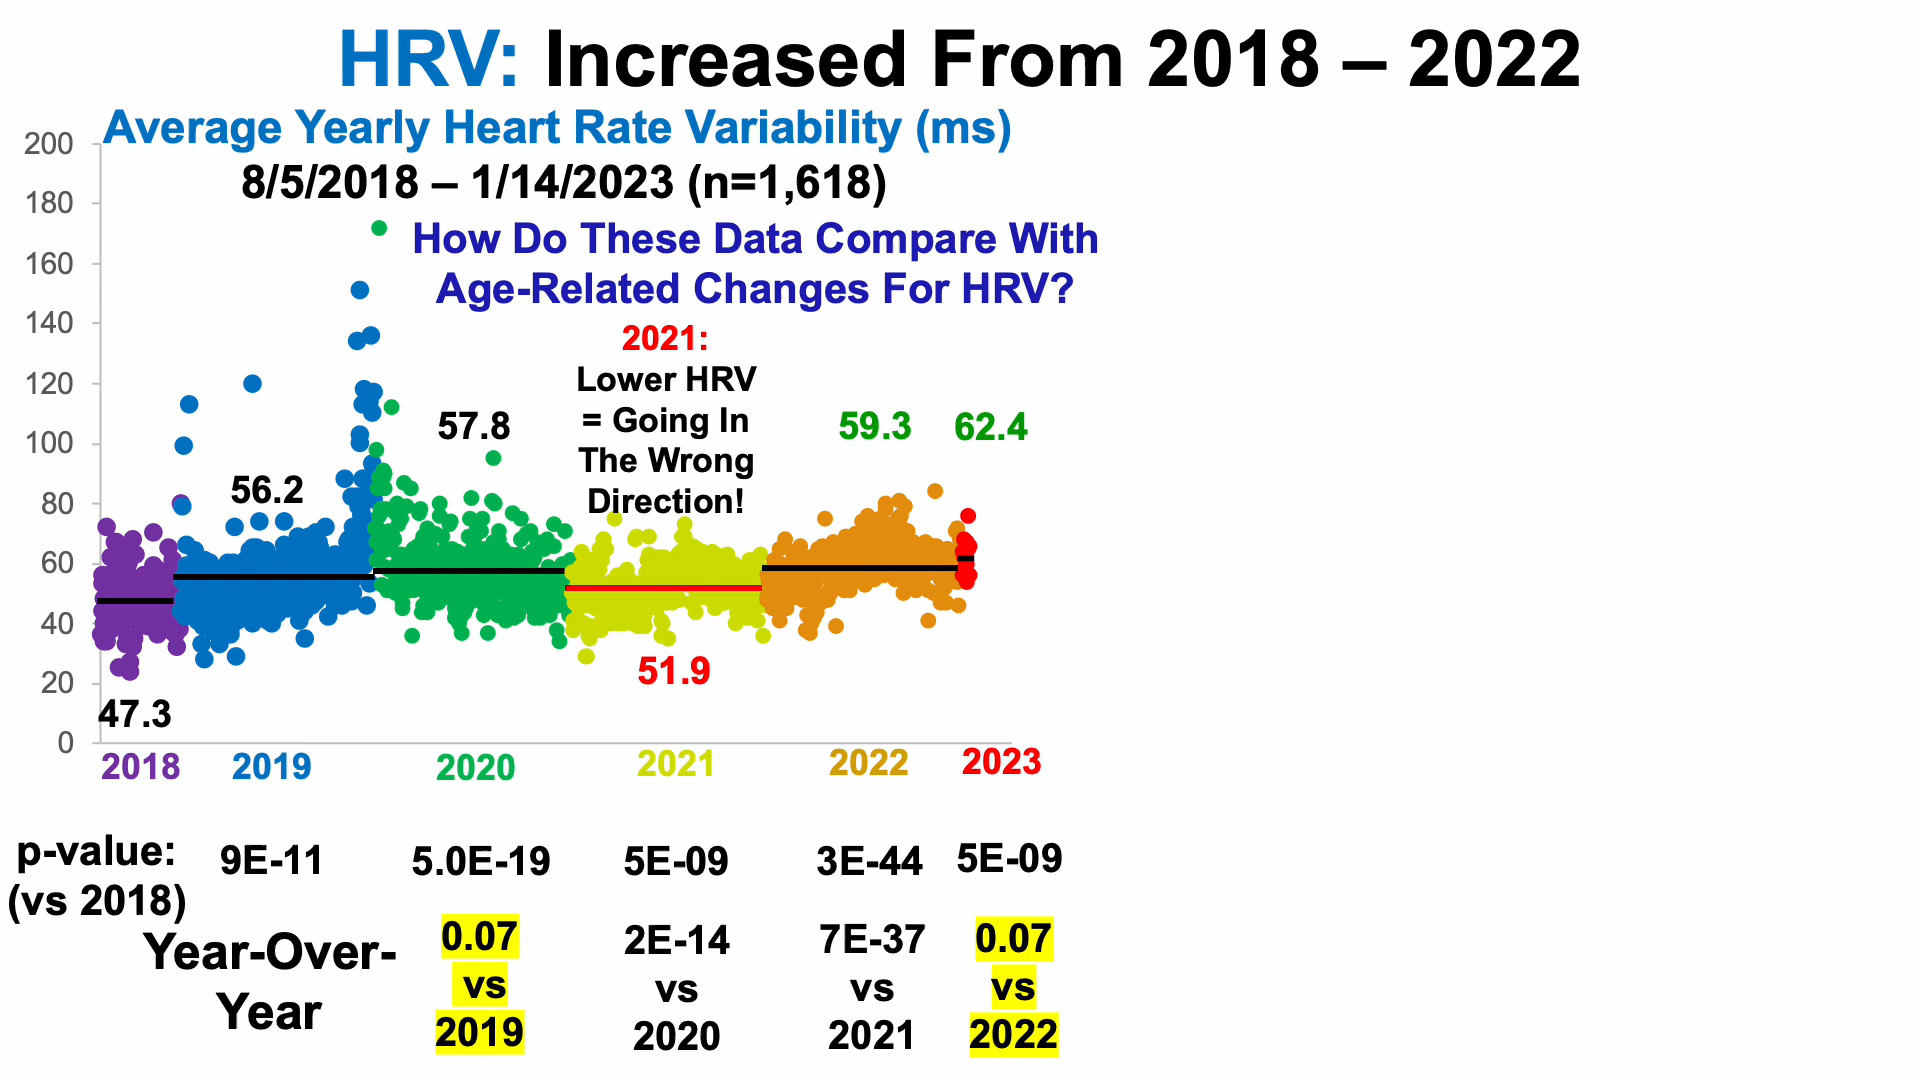 HRV: Increased From 2018 – 2022
Average Yearly Heart Rate Variability (ms)
8/5/2018 – 1/14/2023 (n=1,618)
How Do These Data Compare With
Age-Related Changes For HRV?
2021:
Lower HRV
= Going In
The Wrong
Direction!
200
180
160
140
120
100
80
60
40
20
0
47.3
56.2
57.8
51.9
59.3
62.4
2018
2019
2020
2021
2022
2023
p-value:
(vs 2018)
9E-11
5.0E-19
5E-09
3E-44
5E-09
Year-Over-
Year
0.07
vs
2019
2E-14
vs
2020
7E-37
vs
2021
0.07
vs
2022